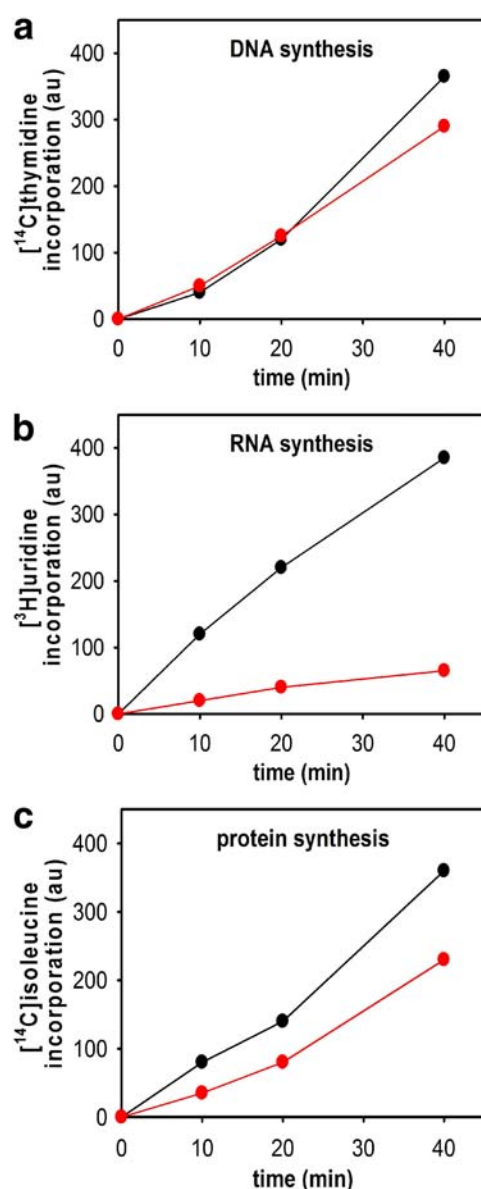 a
DNA synthesis
[¹⁴C]thymidine
incorporation (au)
400
300
200
100
0
0 10 20 30 40
time (min)
b
RNA synthesis
[³H]uridine
incorporation (au)
400
300
200
100
0
0 10 20 30 40
time (min)
c
protein synthesis
[¹⁴C]isoleucine
incorporation (au)
400
300
200
100
0
0 10 20 30 40
time (min)